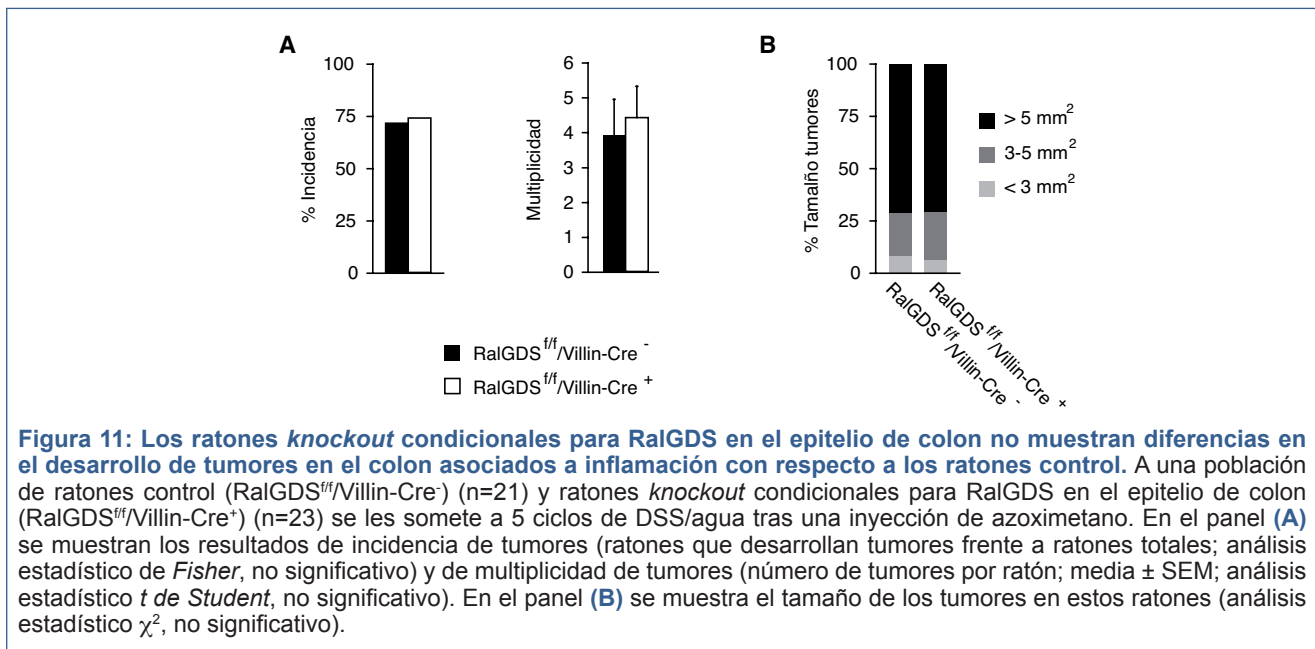 A
100
75
50
25
0
% Incidencia
6
5
4
3
2
1
0
Multiplicidad
RalGDS^f/f/Villin-Cre ^-
RalGDS^f/f/Villin-Cre ^+
B
100
75
50
25
0
% Tamalño tumores
> 5 mm²
3-5 mm²
< 3 mm²
RalGDS^f/f/Villin-Cre ^-
RalGDS^f/f/Villin-Cre ^+
Figura 11: Los ratones knockout condicionales para RalGDS en el epitelio de colon no muestran diferencias en
el desarrollo de tumores en el colon asociados a inflamación con respecto a los ratones control. A una población
de ratones control (RalGDS^f/f/Villin-Cre^-) (n=21) y ratones knockout condicionales para RalGDS en el epitelio de colon
(RalGDS^f/f/Villin-Cre^+) (n=23) se les somete a 5 ciclos de DSS/agua tras una inyección de azoximetano. En el panel (A)
se muestran los resultados de incidencia de tumores (ratones que desarrollan tumores frente a ratones totales; análisis
estadístico de Fisher, no significativo) y de multiplicidad de tumores (número de tumores por ratón; media ± SEM; análisis
estadístico t de Student, no significativo). En el panel (B) se muestra el tamaño de los tumores en estos ratones (análisis
estadístico χ², no significativo).